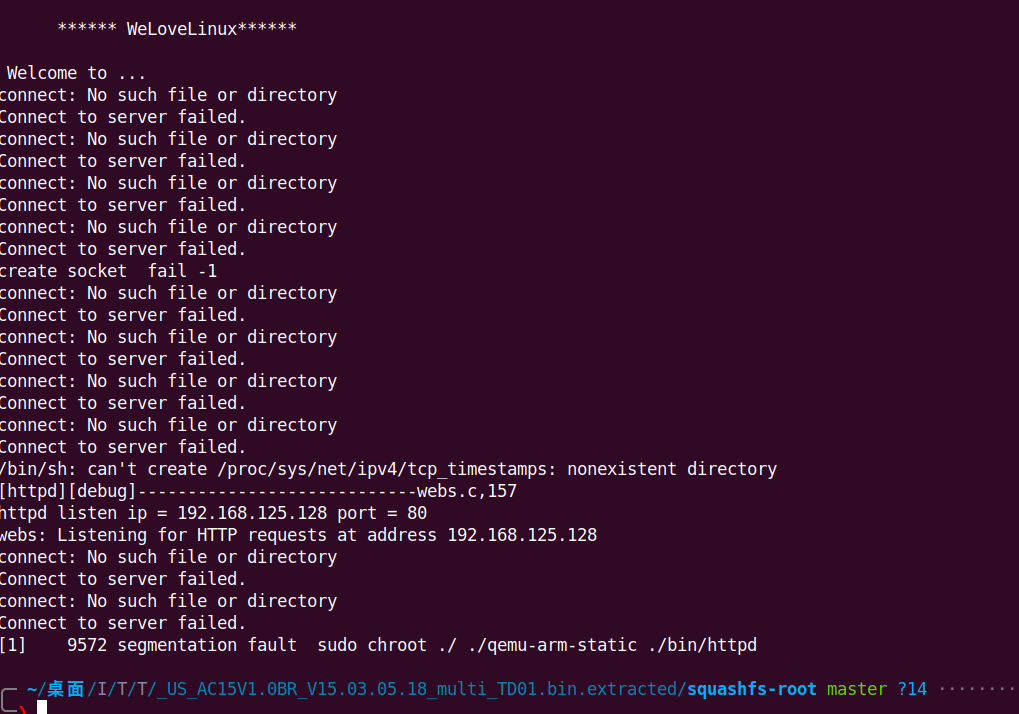 ****** WeLoveLinux******
Welcome to ...
connect: No such file or directory
Connect to server failed.
connect: No such file or directory
Connect to server failed.
connect: No such file or directory
Connect to server failed.
connect: No such file or directory
Connect to server failed.
create socket  fail -1
connect: No such file or directory
Connect to server failed.
connect: No such file or directory
Connect to server failed.
connect: No such file or directory
Connect to server failed.
connect: No such file or directory
Connect to server failed.
/bin/sh: can't create /proc/sys/net/ipv4/tcp_timestamps: nonexistent directory
[httpd][debug]----------------------------webs.c,157
httpd listen ip = 192.168.125.128 port = 80
webs: Listening for HTTP requests at address 192.168.125.128
connect: No such file or directory
Connect to server failed.
connect: No such file or directory
Connect to server failed.
[1]    9572 segmentation fault  sudo chroot ./ ./qemu-arm-static ./bin/httpd
~/桌面/I/T/T/_US_AC15V1.0BR_V15.03.05.18_multi_TD01.bin.extracted/squashfs-root master ?14 ········